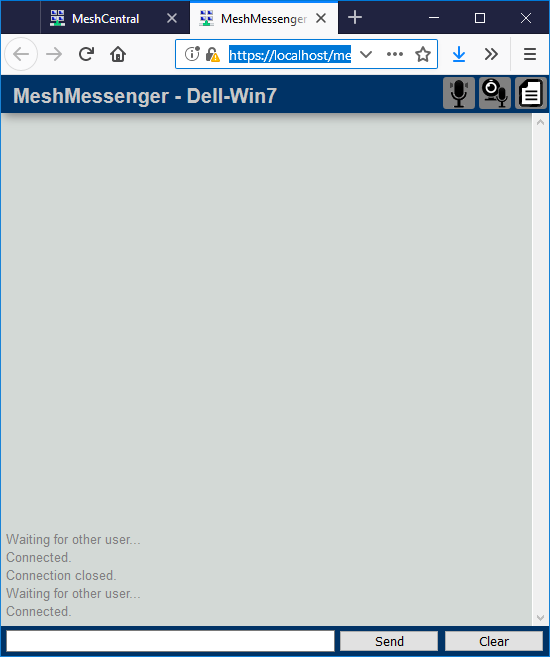 MeshCentral
MeshMessenger
https://localhost/me
MeshMessenger - Dell-Win7
Waiting for other user...
Connected.
Connection closed.
Waiting for other user...
Connected.
Send
Clear